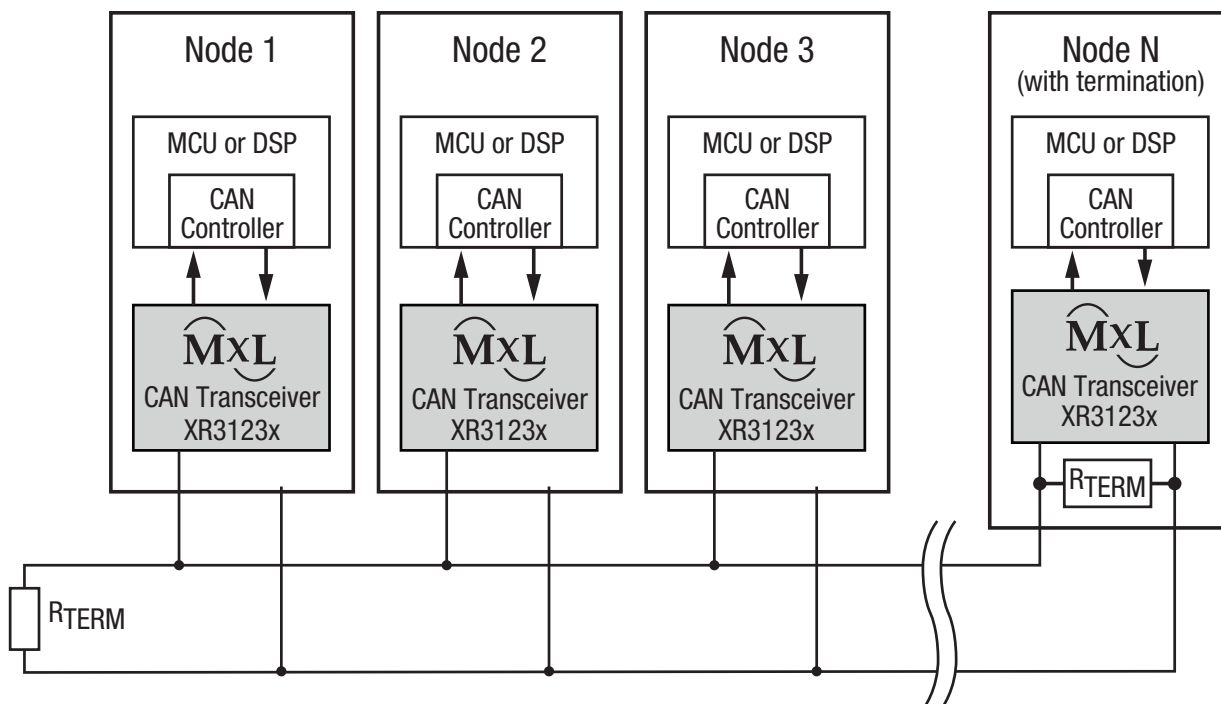 Node 1
MCU or DSP
CAN
Controller
MXL
CAN Transceiver
XR3123x
Node 2
MCU or DSP
CAN
Controller
MXL
CAN Transceiver
XR3123x
Node 3
MCU or DSP
CAN
Controller
MXL
CAN Transceiver
XR3123x
Node N
(with termination)
MCU or DSP
CAN
Controller
MXL
CAN Transceiver
XR3123x
RTERM
RTERM